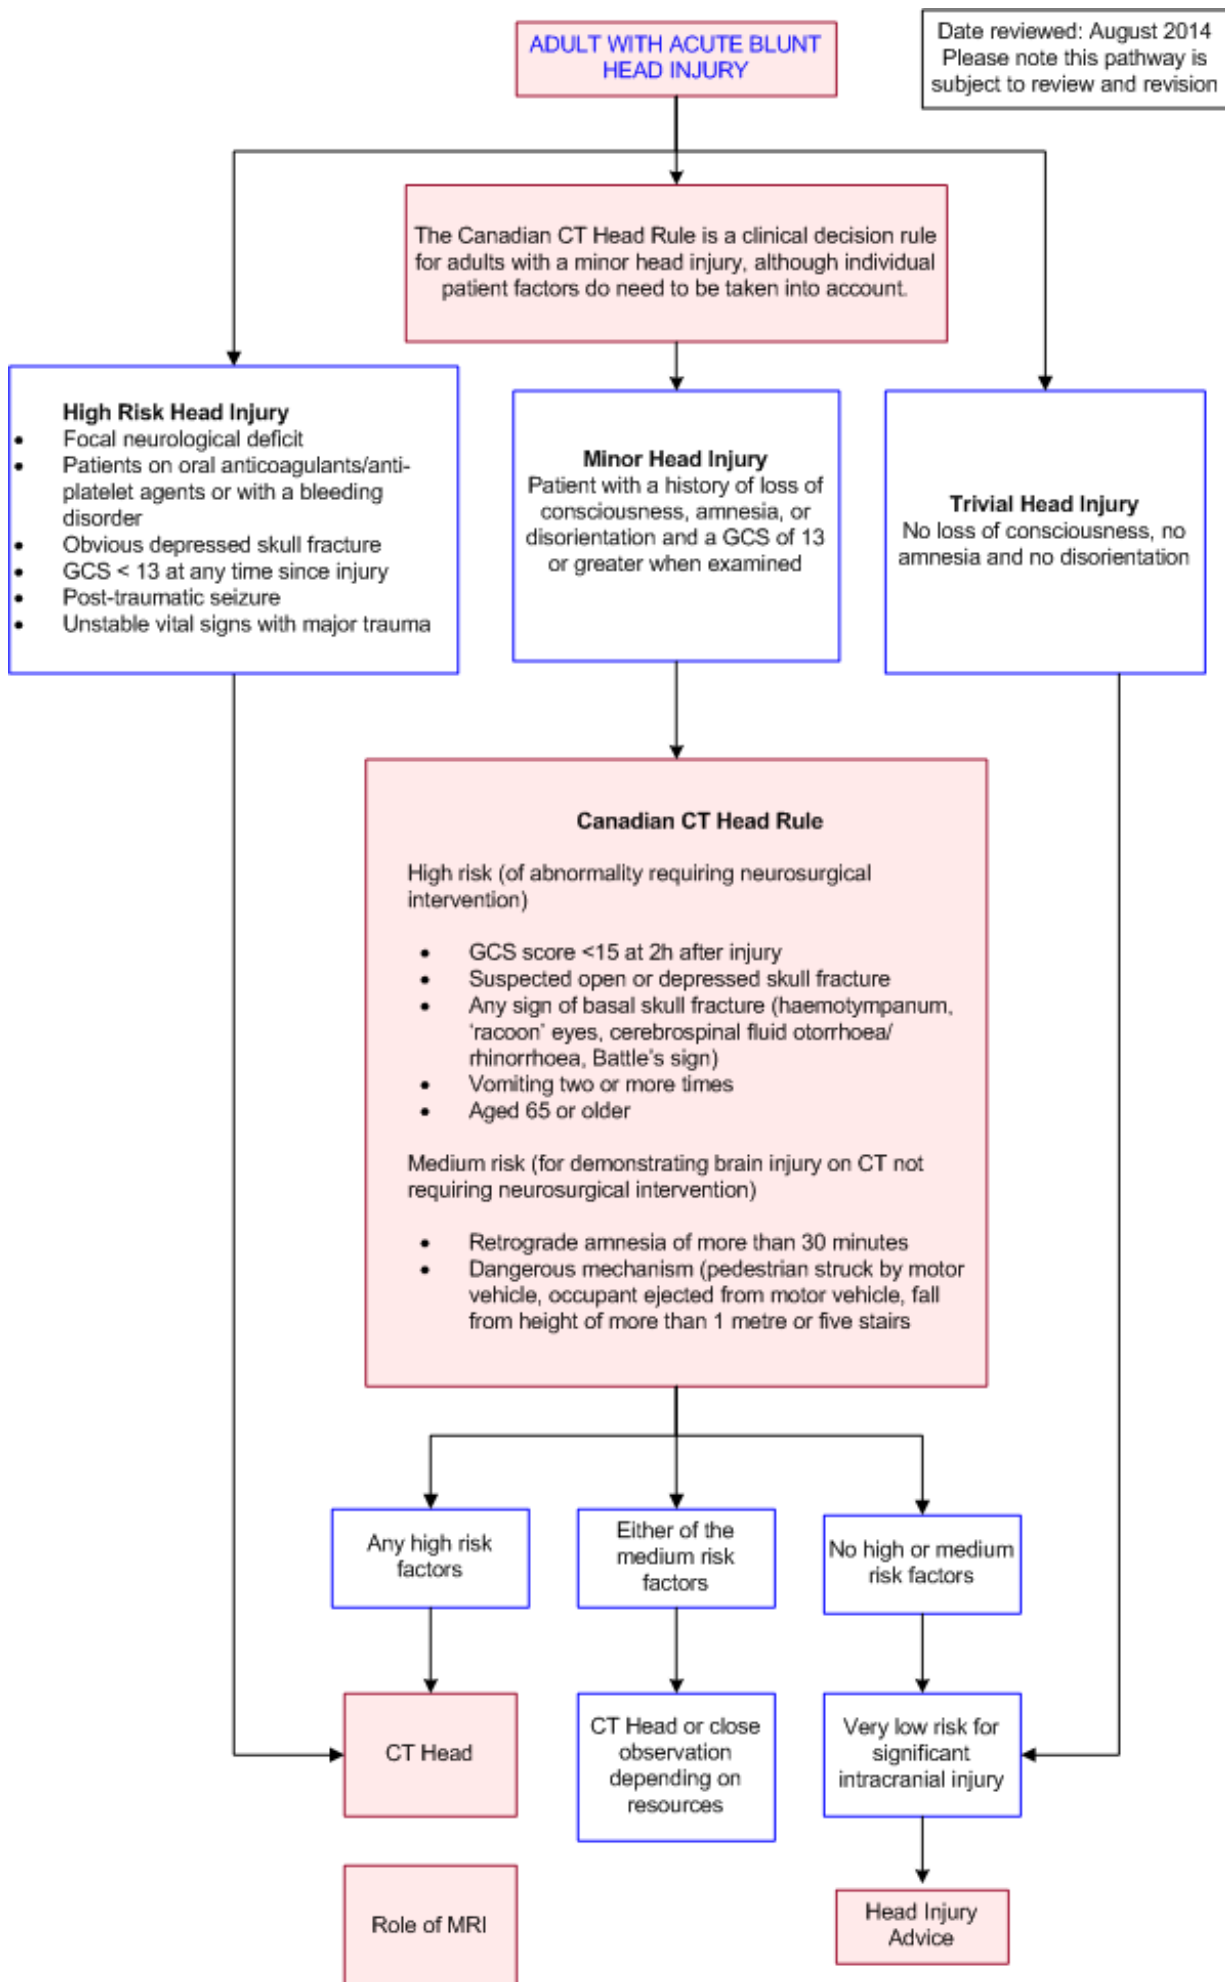 ADULT WITH ACUTE BLUNT
HEAD INJURY
Date reviewed: August 2014
Please note this pathway is
subject to review and revision
The Canadian CT Head Rule is a clinical decision rule
for adults with a minor head injury, although individual
patient factors do need to be taken into account.
High Risk Head Injury
• Focal neurological deficit
• Patients on oral anticoagulants/anti-
platelet agents or with a bleeding
disorder
• Obvious depressed skull fracture
• GCS < 13 at any time since injury
• Post-traumatic seizure
• Unstable vital signs with major trauma
Minor Head Injury
Patient with a history of loss of
consciousness, amnesia, or
disorientation and a GCS of 13
or greater when examined
Trivial Head Injury
No loss of consciousness, no
amnesia and no disorientation
Canadian CT Head Rule
High risk (of abnormality requiring neurosurgical
intervention)
• GCS score <15 at 2h after injury
• Suspected open or depressed skull fracture
• Any sign of basal skull fracture (haemotympanum,
‘racoon’ eyes, cerebrospinal fluid otorrhoea/
rhinorrhoea, Battle’s sign)
• Vomiting two or more times
• Aged 65 or older
Medium risk (for demonstrating brain injury on CT not
requiring neurosurgical intervention)
• Retrograde amnesia of more than 30 minutes
• Dangerous mechanism (pedestrian struck by motor
vehicle, occupant ejected from motor vehicle, fall
from height of more than 1 metre or five stairs
Any high risk
factors
Either of the
medium risk
factors
No high or medium
risk factors
CT Head
CT Head or close
observation
depending on
resources
Very low risk for
significant
intracranial injury
Role of MRI
Head Injury
Advice